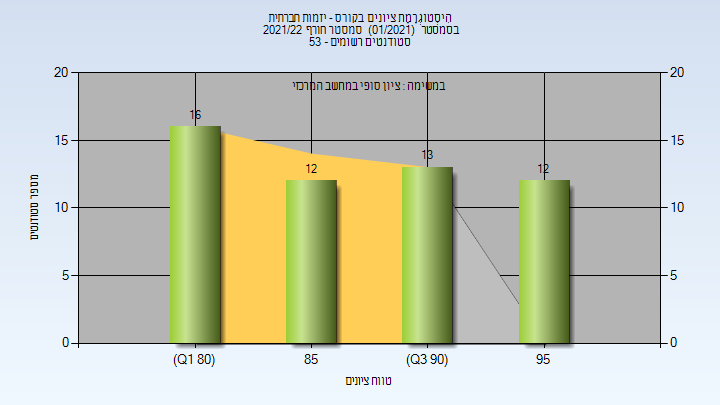 היסטוגרמת ציונים בקורס - יזמות חברתית
בסמסטר (01/2021) סמסטר חורף 2021/22
סטודנטים רשומים - 53
במשימה : ציון סופי במחשב המרכזי
20
15
10
5
0
20
15
10
5
0
16
12
13
12
מספר סטודנטים
(Q1 80)
85
(Q3 90)
95
טווח ציונים